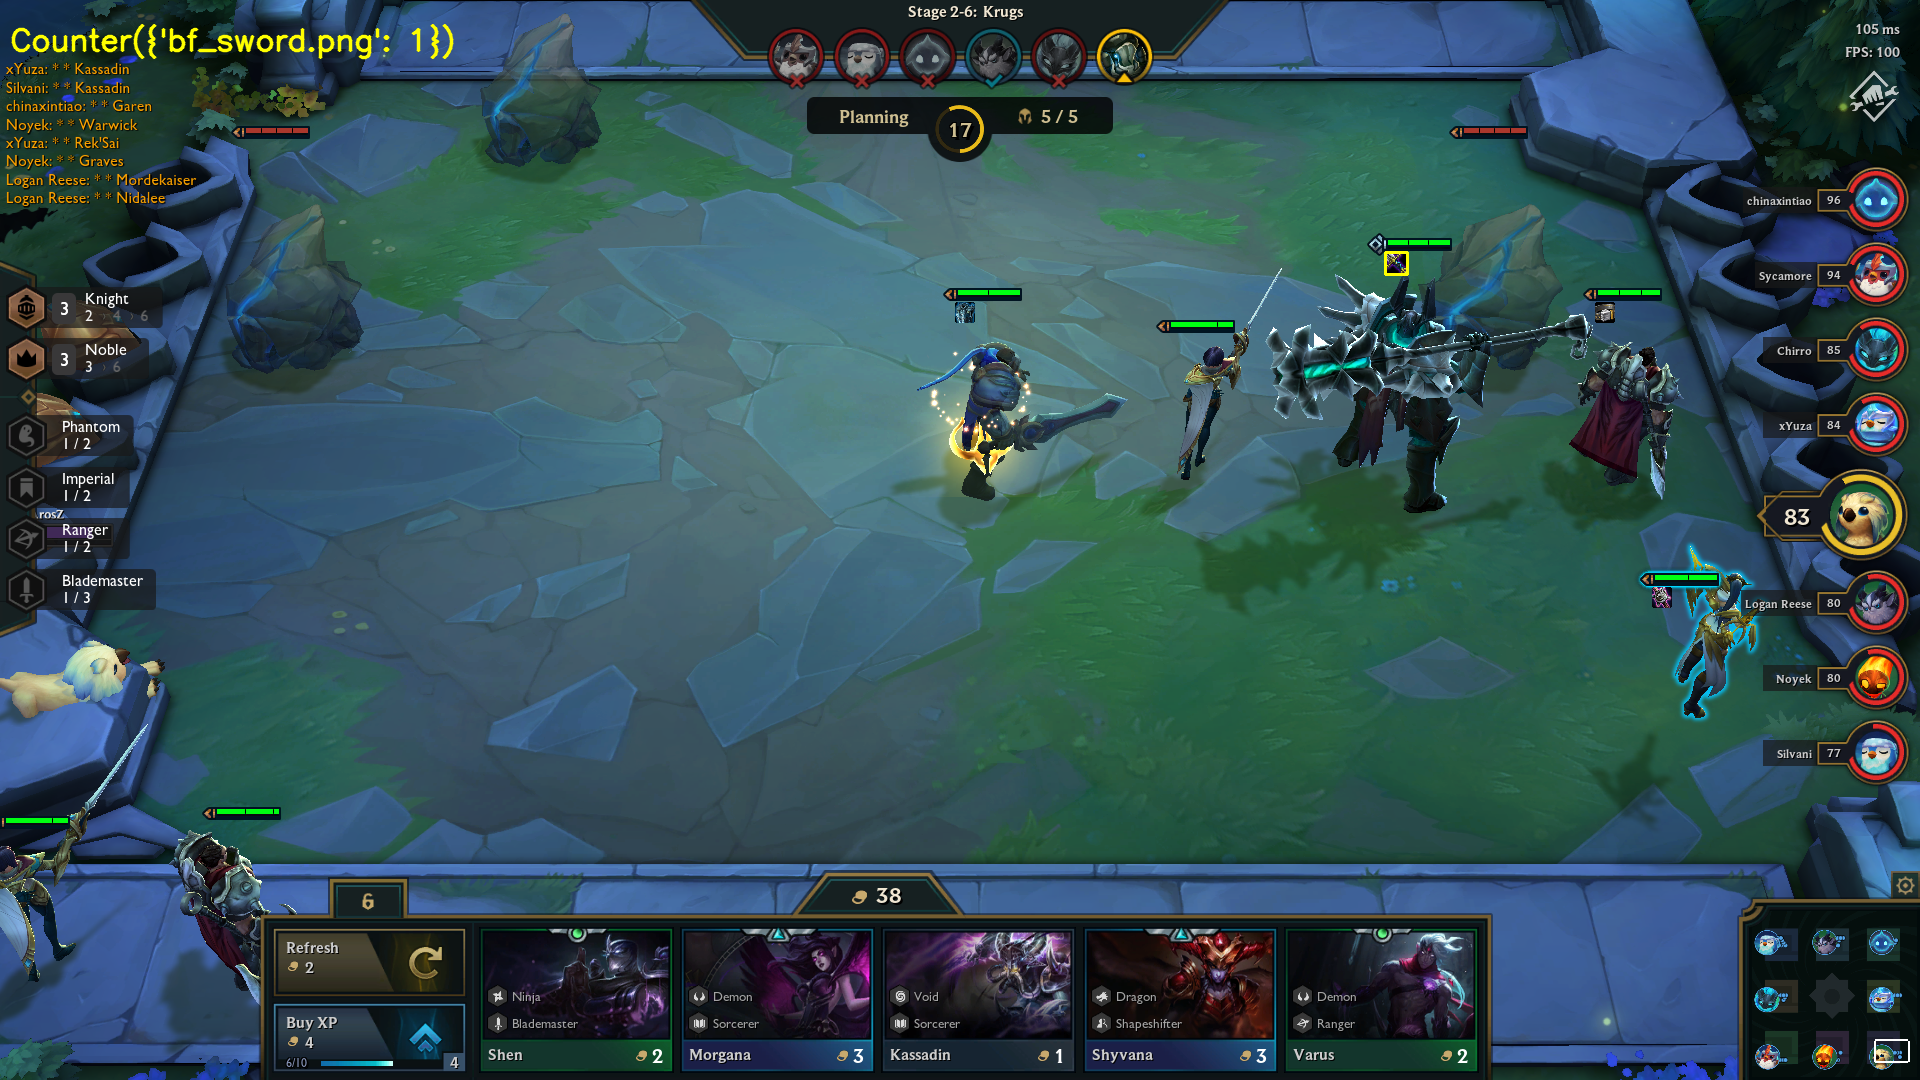 Stage 2-6: Krugs
Counter({'bf_sword.png': 1})
105 ms
FPS: 100
xYuza: * * Kassadin
Silvani: * * Kassadin
chinaxintiao: * * Garen
Noyek: * * Warwick
xYuza: * * Rek'Sai
Noyek: * * Graves
Logan Reese: * * Mordekaiser
Logan Reese: * * Nidalee
Planning
17
5 / 5
chinaxintiao 96
Sycamore 94
Chirro 85
xYuza 84
83
Logan Reese 80
Noyek 80
Silvani 77
3 Knight
2 › 4 › 6
3 Noble
3 › 6
Phantom
1 / 2
Imperial
1 / 2
rosZ
Ranger
1 / 2
Blademaster
1 / 3
6
38
Refresh
2
Buy XP
4
6/10
4
Ninja
Blademaster
Shen 2
Demon
Sorcerer
Morgana 3
Void
Sorcerer
Kassadin 1
Dragon
Shapeshifter
Shyvana 3
Demon
Ranger
Varus 2